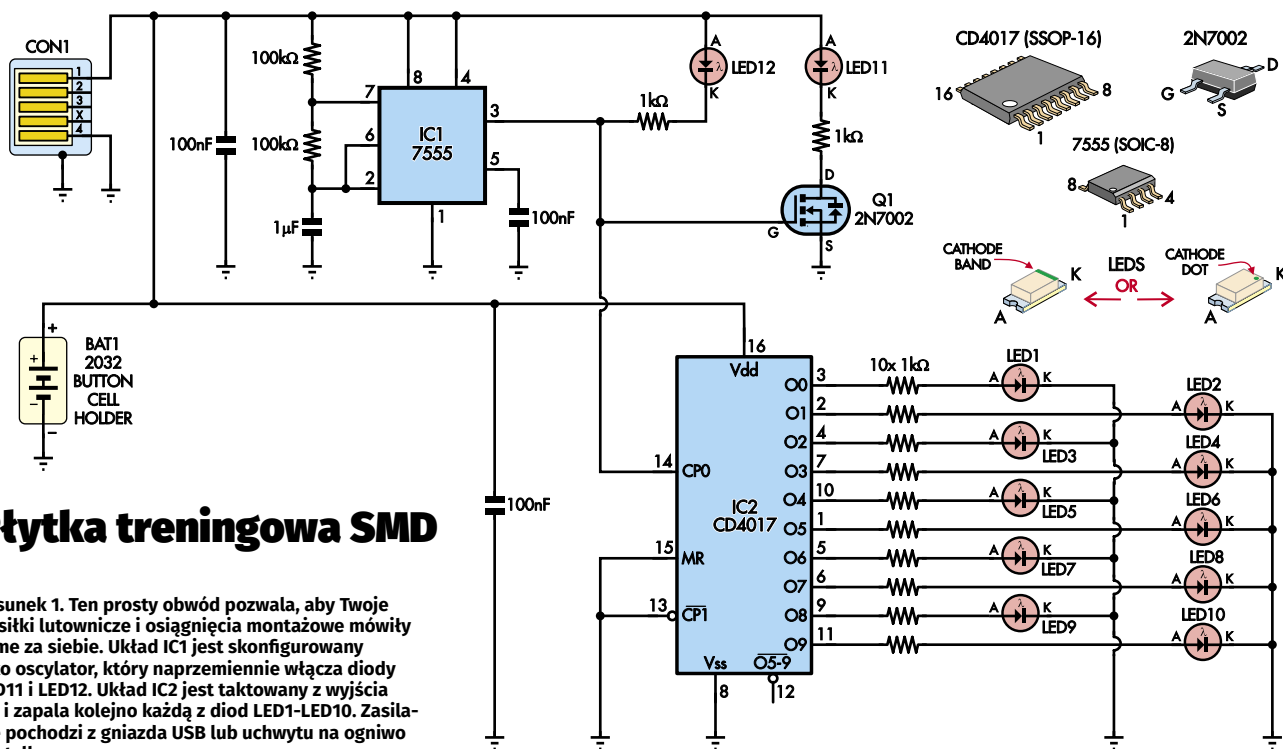 CON1
1
2
3
X
4
100nF
100kΩ
100kΩ
1µF
7
6
2
8
4
IC1
7555
3
5
1
100nF
1kΩ
A
LED12
K
A
LED11
K
λ
λ
1kΩ
D
Q1
2N7002
G
S
CD4017 (SSOP-16)
16
8
1
2N7002
D
G
S
7555 (SOIC-8)
8
4
1
CATHODE
BAND
K
A
LEDS
OR
CATHODE
DOT
K
A
+
BAT1
2032
BUTTON
CELL
HOLDER
+
–
–
100nF
16
Vdd
14 CP0
15 MR
13 CP1
IC2
CD4017
Vss
8
O5-9
12
O0 3
O1 2
O2 4
O3 7
O4 10
O5 1
O6 5
O7 6
O8 9
O9 11
10x 1kΩ
A LED1 K
A LED2 K
A K LED3
A LED4 K
A K LED5
A LED6 K
A K LED7
A LED8 K
A K LED9
A LED10 K
SMD
treningowa
1. Ten prosty obwód pozwala, aby Twoje
lutownicze i osiągnięcia montażowe mówiły
za siebie. Układ IC1 jest skonfigurowany
oscylator, który naprzemiennie włącza diody
i LED12. Układ IC2 jest taktowany z wyjścia
i zapala kolejno każdą z diod LED1-LED10. Zasila-
pochodzi z gniazda USB lub uchwytu na ogniwo